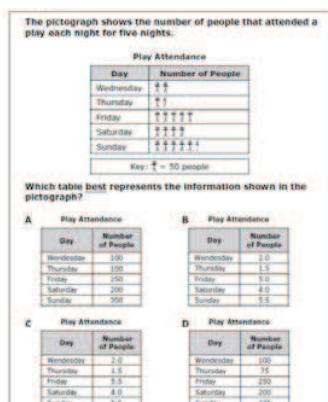 The pictograph shows the number of people that attended a
play each night for five nights.
Play Attendance
Day Number of People
Wednesday
Thursday
Friday
Saturday
Sunday
Key: = 50 people
Which table best represents the information shown in the
pictograph?
A Play Attendance
Day Number of People
Wednesday 100
Thursday 100
Friday 250
Saturday 200
Sunday 300
B Play Attendance
Day Number of People
Wednesday 2.0
Thursday 1.5
Friday 5.0
Saturday 4.0
Sunday 5.5
C Play Attendance
Day Number of People
Wednesday 2.0
Thursday 1.5
Friday 5.5
Saturday 4.0
D Play Attendance
Day Number of People
Wednesday 100
Thursday 75
Friday 250
Saturday 200